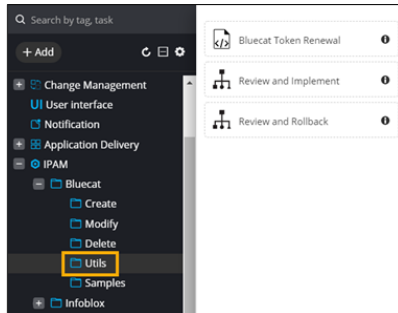 Search by tag, task
+ Add
Change Management
UI User interface
Notification
Application Delivery
IPAM
Bluecat
Create
Modify
Delete
Utils
Samples
Infoblox
Bluecat Token Renewal
Review and Implement
Review and Rollback